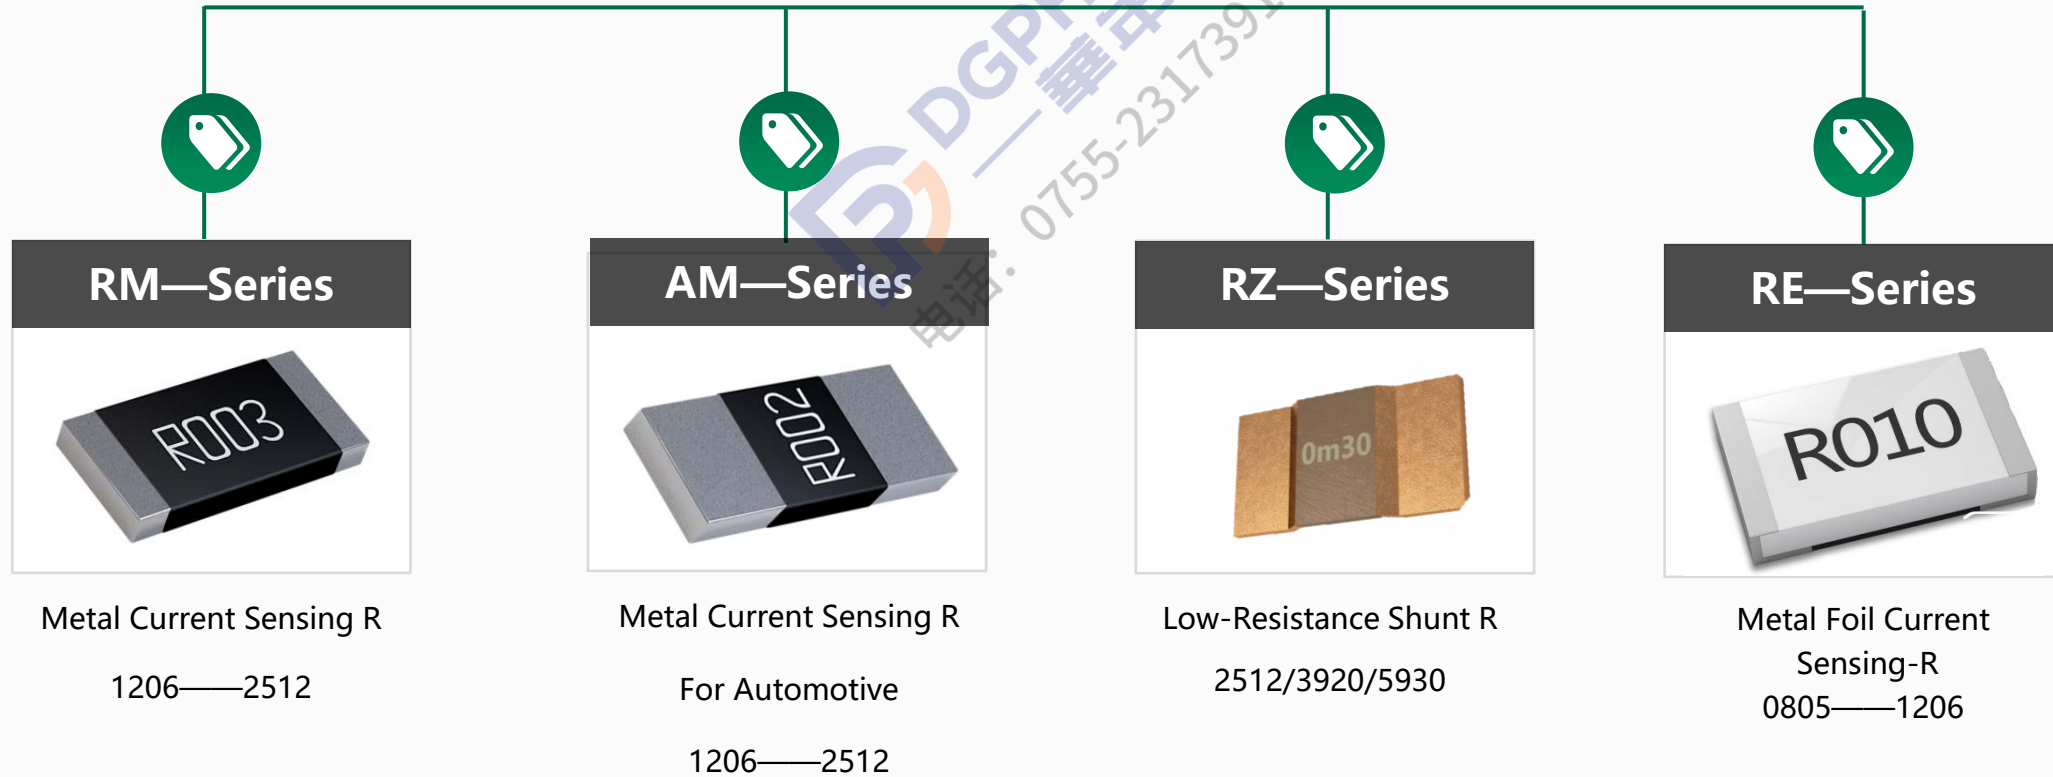 RM—Series
R003
Metal Current Sensing R
1206——2512
AM—Series
R002
Metal Current Sensing R
For Automotive
1206——2512
RZ—Series
0m30
Low-Resistance Shunt R
2512/3920/5930
RE—Series
R010
Metal Foil Current
Sensing-R
0805——1206
电话: 0755-2317391